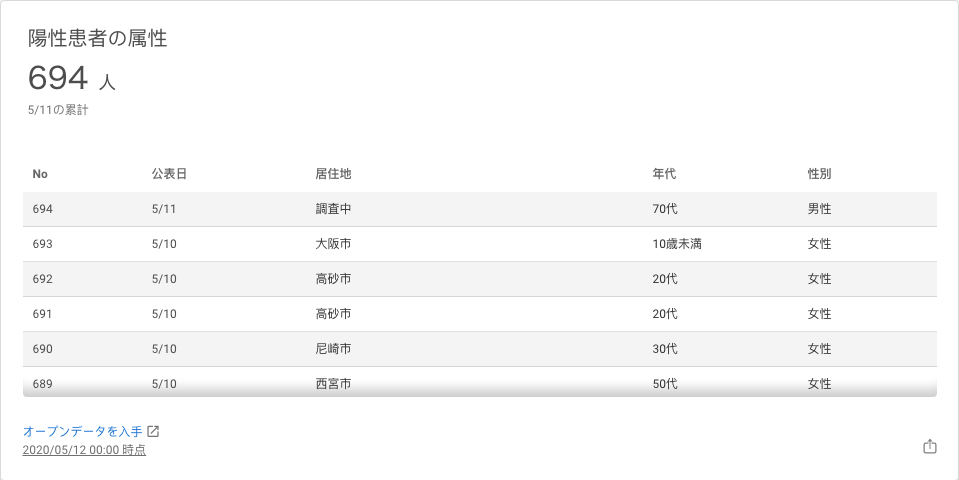 陽性患者の属性
694 人
5/11の累計
No 公表日 居住地 年代 性別
694 5/11 調査中 70代 男性
693 5/10 大阪市 10歳未満 女性
692 5/10 高砂市 20代 女性
691 5/10 高砂市 20代 女性
690 5/10 尼崎市 30代 女性
689 5/10 西宮市 50代 女性
オープンデータを入手
2020/05/12 00:00 時点